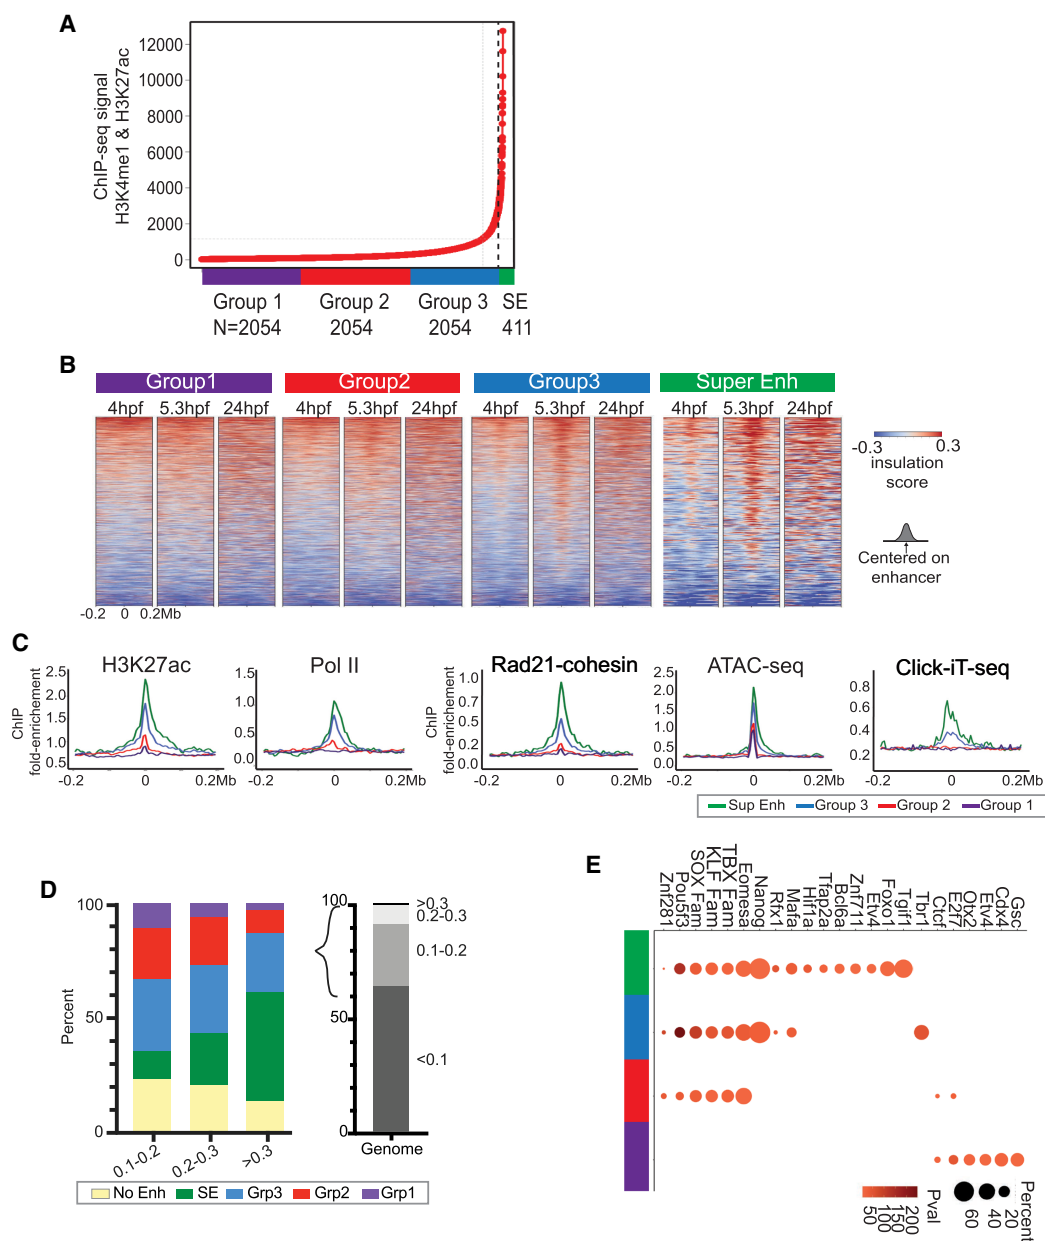 A
ChIP-seq signal
H3K4me1 & H3K27ac
12000
10000
8000
6000
4000
2000
0
Group 1
Group 2
Group 3
SE
N=2054
2054
2054
411
B
Group1
Group2
Group3
Super Enh
4hpf
5.3hpf
24hpf
4hpf
5.3hpf
24hpf
4hpf
5.3hpf
24hpf
4hpf
5.3hpf
24hpf
-0.3
0.3
insulation
score
Centered on
enhancer
-0.2
0
0.2Mb
C
H3K27ac
Pol II
Rad21-cohesin
ATAC-seq
Click-iT-seq
ChIP
fold-enrichement
2.5
2.0
1.5
1.0
0.5
-0.2
0
0.2Mb
1.5
1.0
0.5
0.0
-0.2
0
0.2Mb
ChIP
fold-enrichement
1.0
0.7
0.5
0.2
0.0
-0.2
0
0.2Mb
2.5
2.0
1.5
1.0
0.5
0.0
-0.2
0
0.2Mb
0.8
0.6
0.4
0.2
-0.2
0
0.2Mb
Sup Enh
Group 3
Group 2
Group 1
D
Percent
100
50
0
0.1-0.2
0.2-0.3
>0.3
100
50
0
>0.3
0.2-0.3
0.1-0.2
<0.1
Genome
No Enh
SE
Grp3
Grp2
Grp1
E
Znf281
Pou5f3
SOX Fam
KLF Fam
TBX Fam
Eomesa
Nanog
Rfx1
Mafa
Hif1a
Tfap2a
Bcl6a
Znf711
Etv4
Foxo1
Tgif1
Tbr1
Ctcf
E2f7
Otx2
Etv4
Cdx4
Gsc
Pval
50
100
150
200
Percent
60
40
20